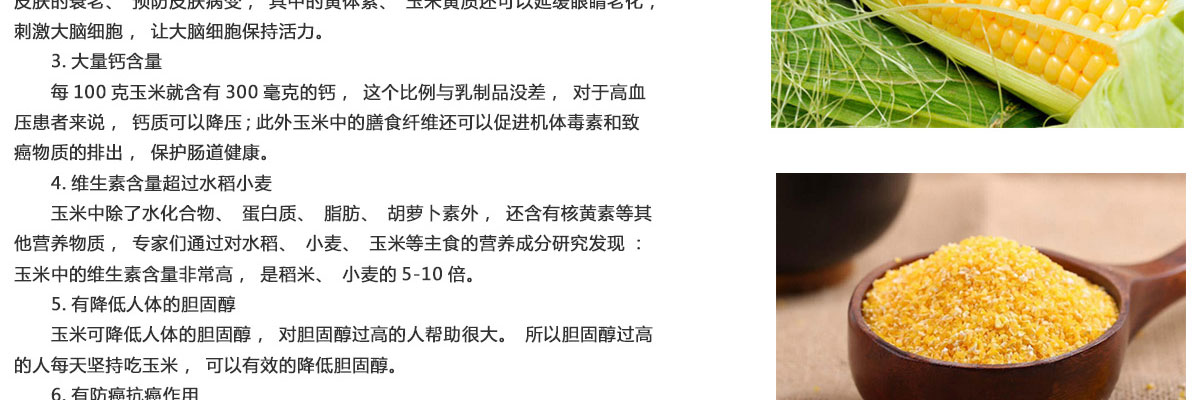 皮肤的衰老、 预防皮肤病变， 其中的黄体素、 玉米黄质还可以延缓眼睛老化，
刺激大脑细胞， 让大脑细胞保持活力。
3. 大量钙含量
每 100 克玉米就含有 300 毫克的钙， 这个比例与乳制品没差， 对于高血
压患者来说， 钙质可以降压 ; 此外玉米中的膳食纤维还可以促进机体毒素和致
癌物质的排出， 保护肠道健康。
4. 维生素含量超过水稻小麦
玉米中除了水化合物、 蛋白质、 脂肪、 胡萝卜素外， 还含有核黄素等其
他营养物质， 专家们通过对水稻、 小麦、 玉米等主食的营养成分研究发现 ：
玉米中的维生素含量非常高， 是稻米、 小麦的 5-10 倍。
5. 有降低人体的胆固醇
玉米可降低人体的胆固醇， 对胆固醇过高的人帮助很大。 所以胆固醇过高
的人每天坚持吃玉米， 可以有效的降低胆固醇。
6. 有防癌抗癌作用